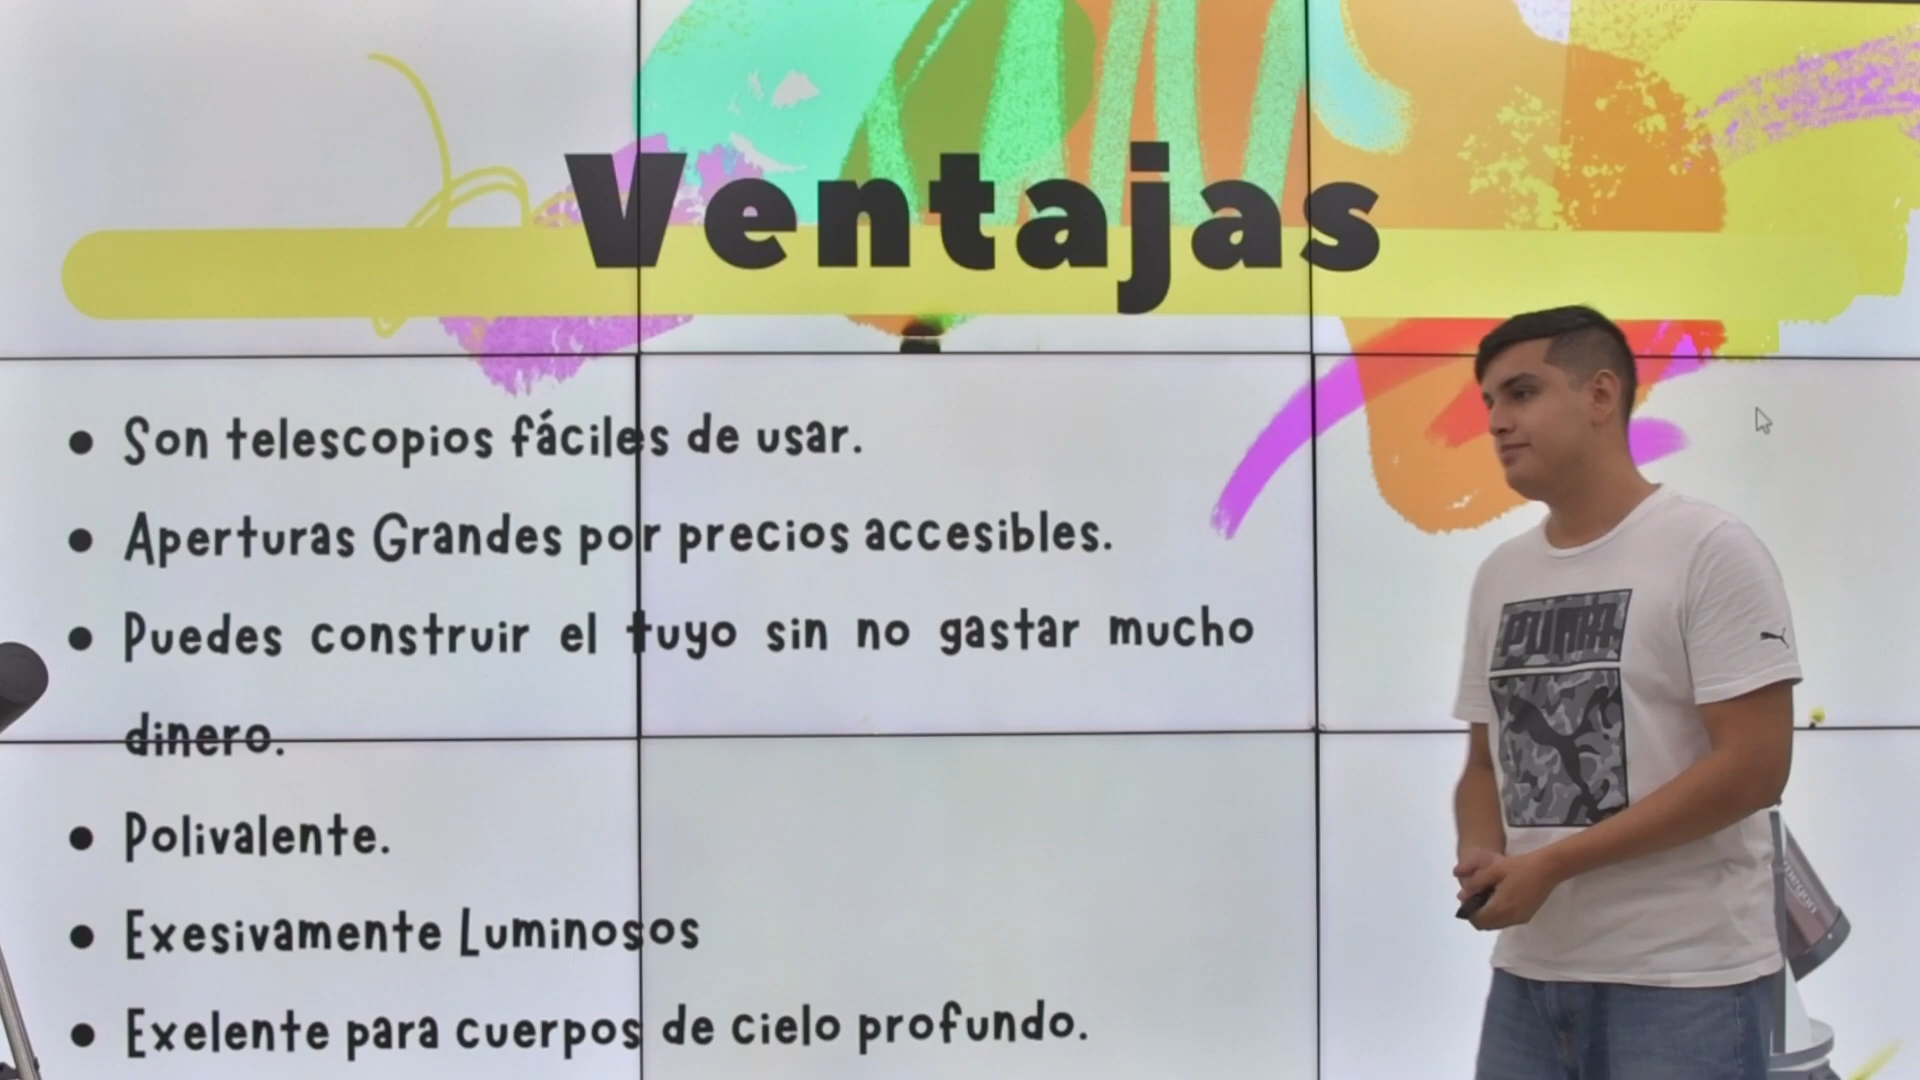 Ventajas
• Son telescopios fáciles de usar.
• Aperturas Grandes por precios accesibles.
• Puedes construir el tuyo sin no gastar mucho
dinero.
• Polivalente.
• Exesivamente Luminosos
• Exelente para cuerpos de cielo profundo.
PUMA